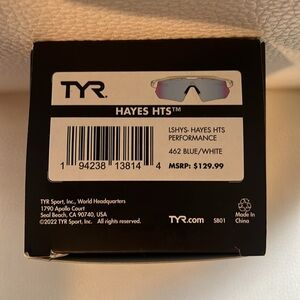 TYR.
HAYES HTS™
LSHYS- HAYES HTS
PERFORMANCE
462 BLUE/WHITE
1 94238 13814 4
MSRP: $129.99
TYR Sport, Inc., World Headquarters
1790 Apollo Court
Seal Beach, CA 90740, USA
©2022 TYR Sport, Inc. All rights reserved.
TYR.com
SB01
Made In
China